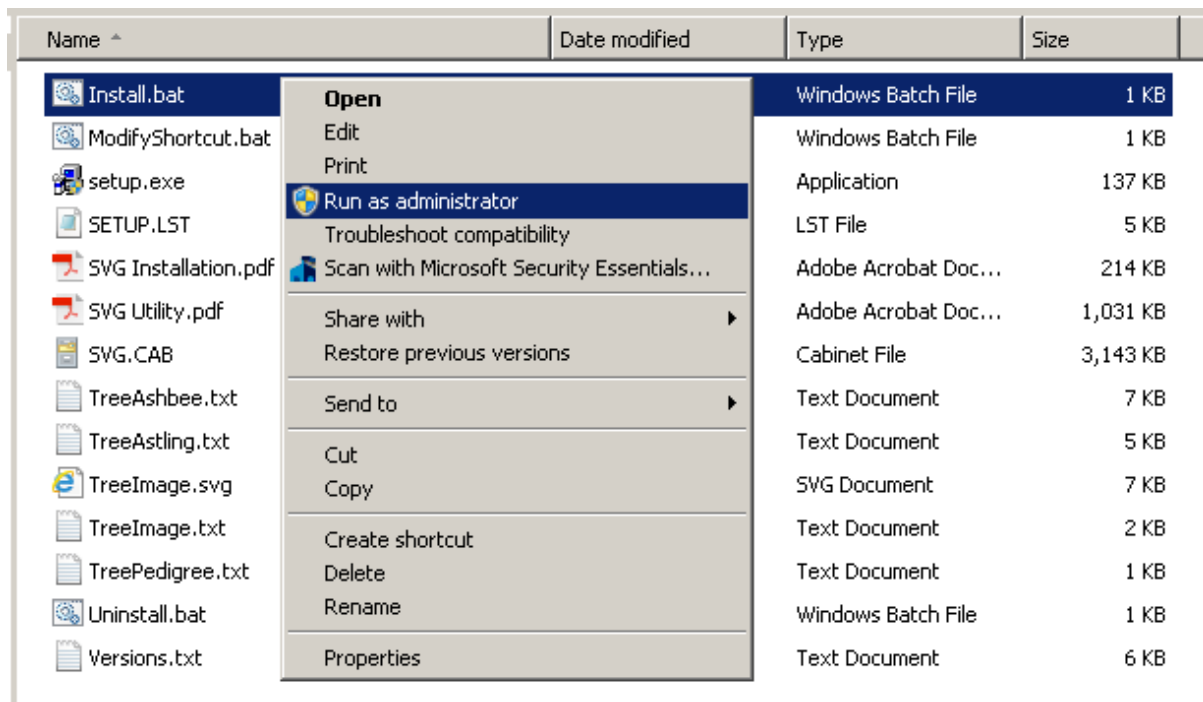 Name Date modified Type Size
Install.bat Open Windows Batch File 1 KB
ModifyShortcut.bat Edit Windows Batch File 1 KB
Print
setup.exe Run as administrator Application 137 KB
SETUP.LST Troubleshoot compatibility LST File 5 KB
SVG Installation.pdf Scan with Microsoft Security Essentials... Adobe Acrobat Doc... 214 KB
SVG Utility.pdf Share with Adobe Acrobat Doc... 1,031 KB
SVG.CAB Restore previous versions Cabinet File 3,143 KB
TreeAshbee.txt Send to Text Document 7 KB
TreeAstling.txt Cut Text Document 5 KB
TreeImage.svg Copy SVG Document 7 KB
TreeImage.txt Create shortcut Text Document 2 KB
TreePedigree.txt Delete Text Document 1 KB
Uninstall.bat Rename Windows Batch File 1 KB
Versions.txt Properties Text Document 6 KB